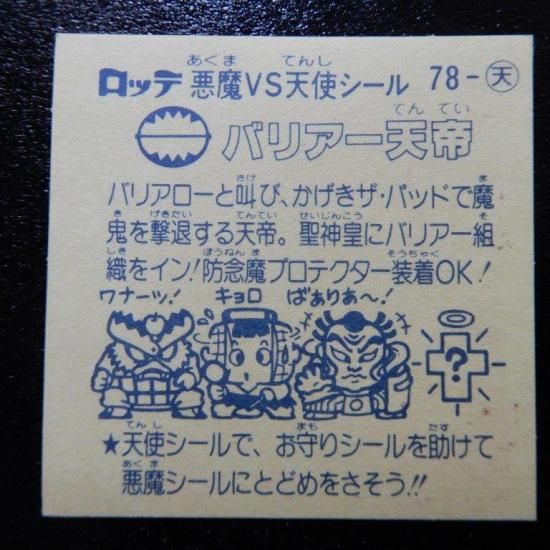 ロッテ 悪魔VS天使シール 78-天
バリアー天帝
バリアローと叫び、かげきザ・パッドで魔
鬼を撃退する天帝。聖神皇にバリアー組
織をイン!防念魔プロテクター装着OK!
ワナーッ! キョロ ばありあ〜!
?
★天使シールで、お守りシールを助けて
悪魔シールにとどめをさそう!!